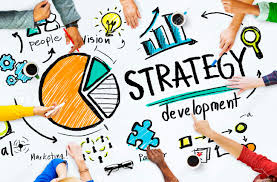 people
Vision
STRATEGY
development
Marketing